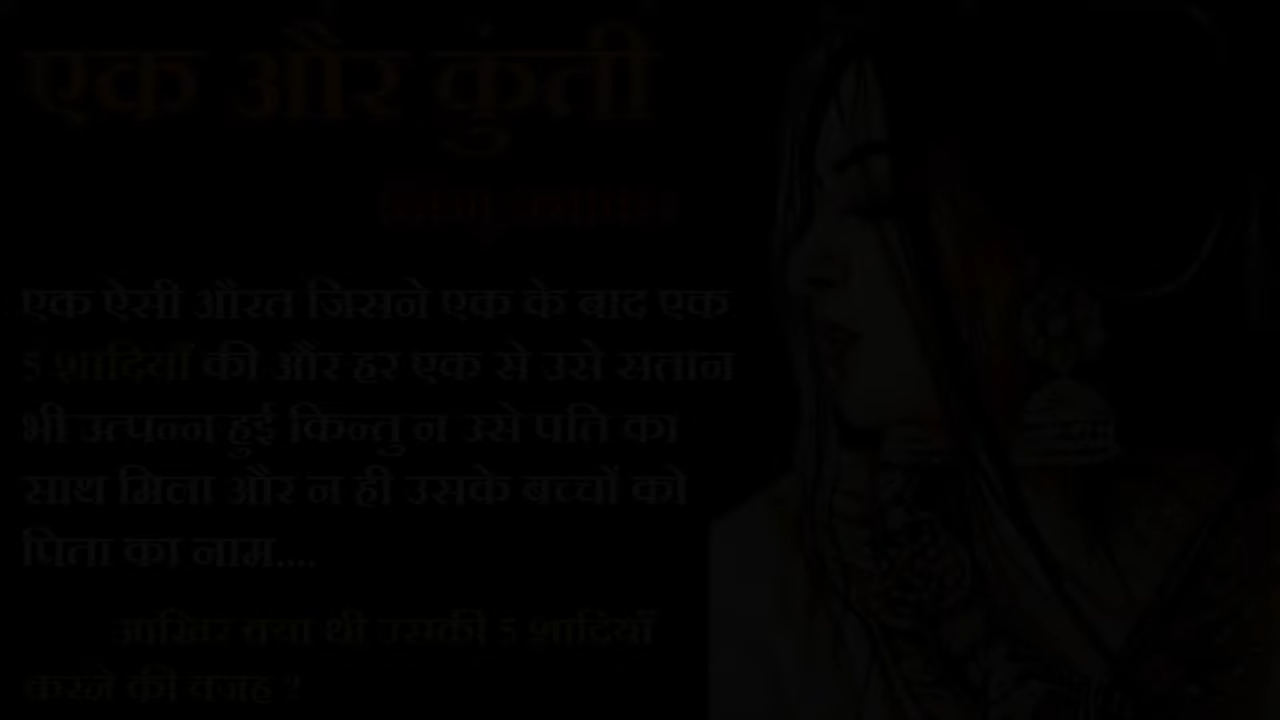 एक और कुंती
एक ऐसी औरत जिसने एक के बाद एक
5 शादियाँ की और हर एक से उसे सतान
भी उत्पन्न हुई किन्तु न उसे पति का
साथ मिला और न ही उसके बच्चों को
पिता का नाम....
आखिर क्या थी उसकी 5 शादियाँ
करने की वजह ?